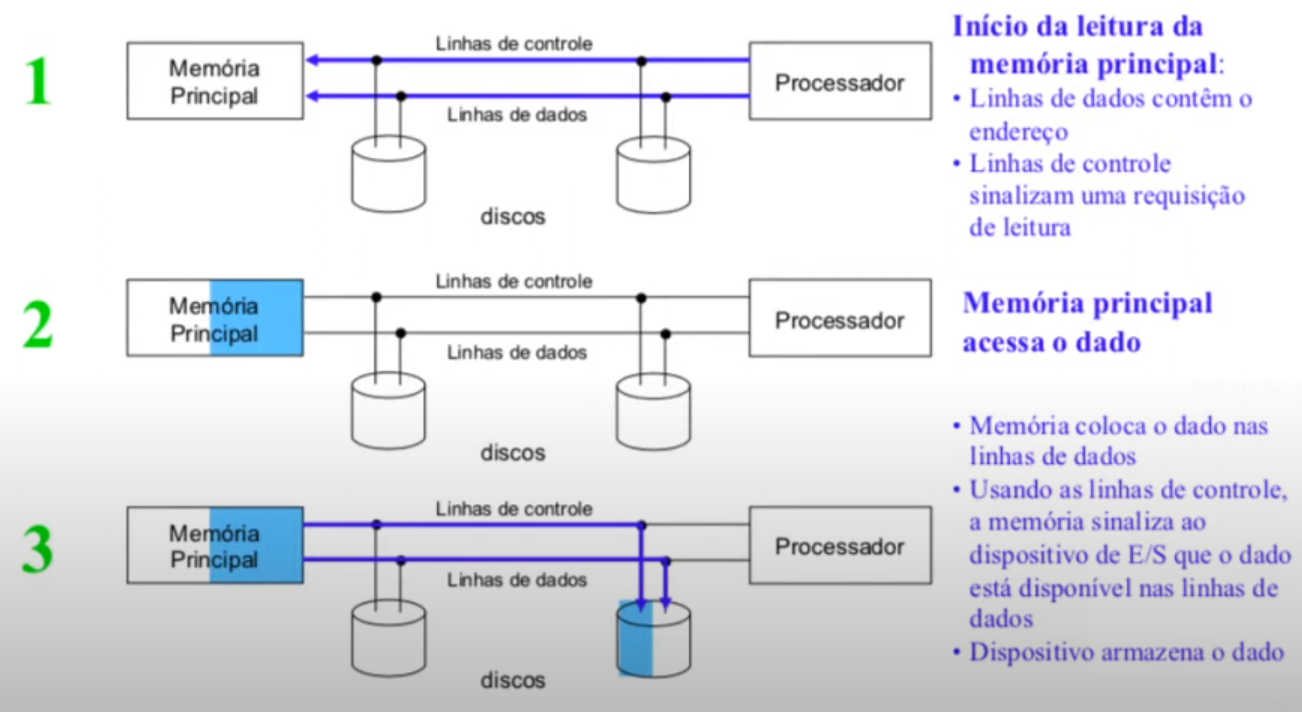 1
Linhas de controle
Memória
Principal
Processador
Linhas de dados
discos
Início da leitura da
memória principal:
• Linhas de dados contêm o
endereço
• Linhas de controle
sinalizam uma requisição
de leitura
2
Linhas de controle
Memória
Principal
Processador
Linhas de dados
discos
Memória principal
acessa o dado
3
Linhas de controle
Memória
Principal
Processador
Linhas de dados
discos
• Memória coloca o dado nas
linhas de dados
• Usando as linhas de controle,
a memória sinaliza ao
dispositivo de E/S que o dado
está disponível nas linhas de
dados
• Dispositivo armazena o dado